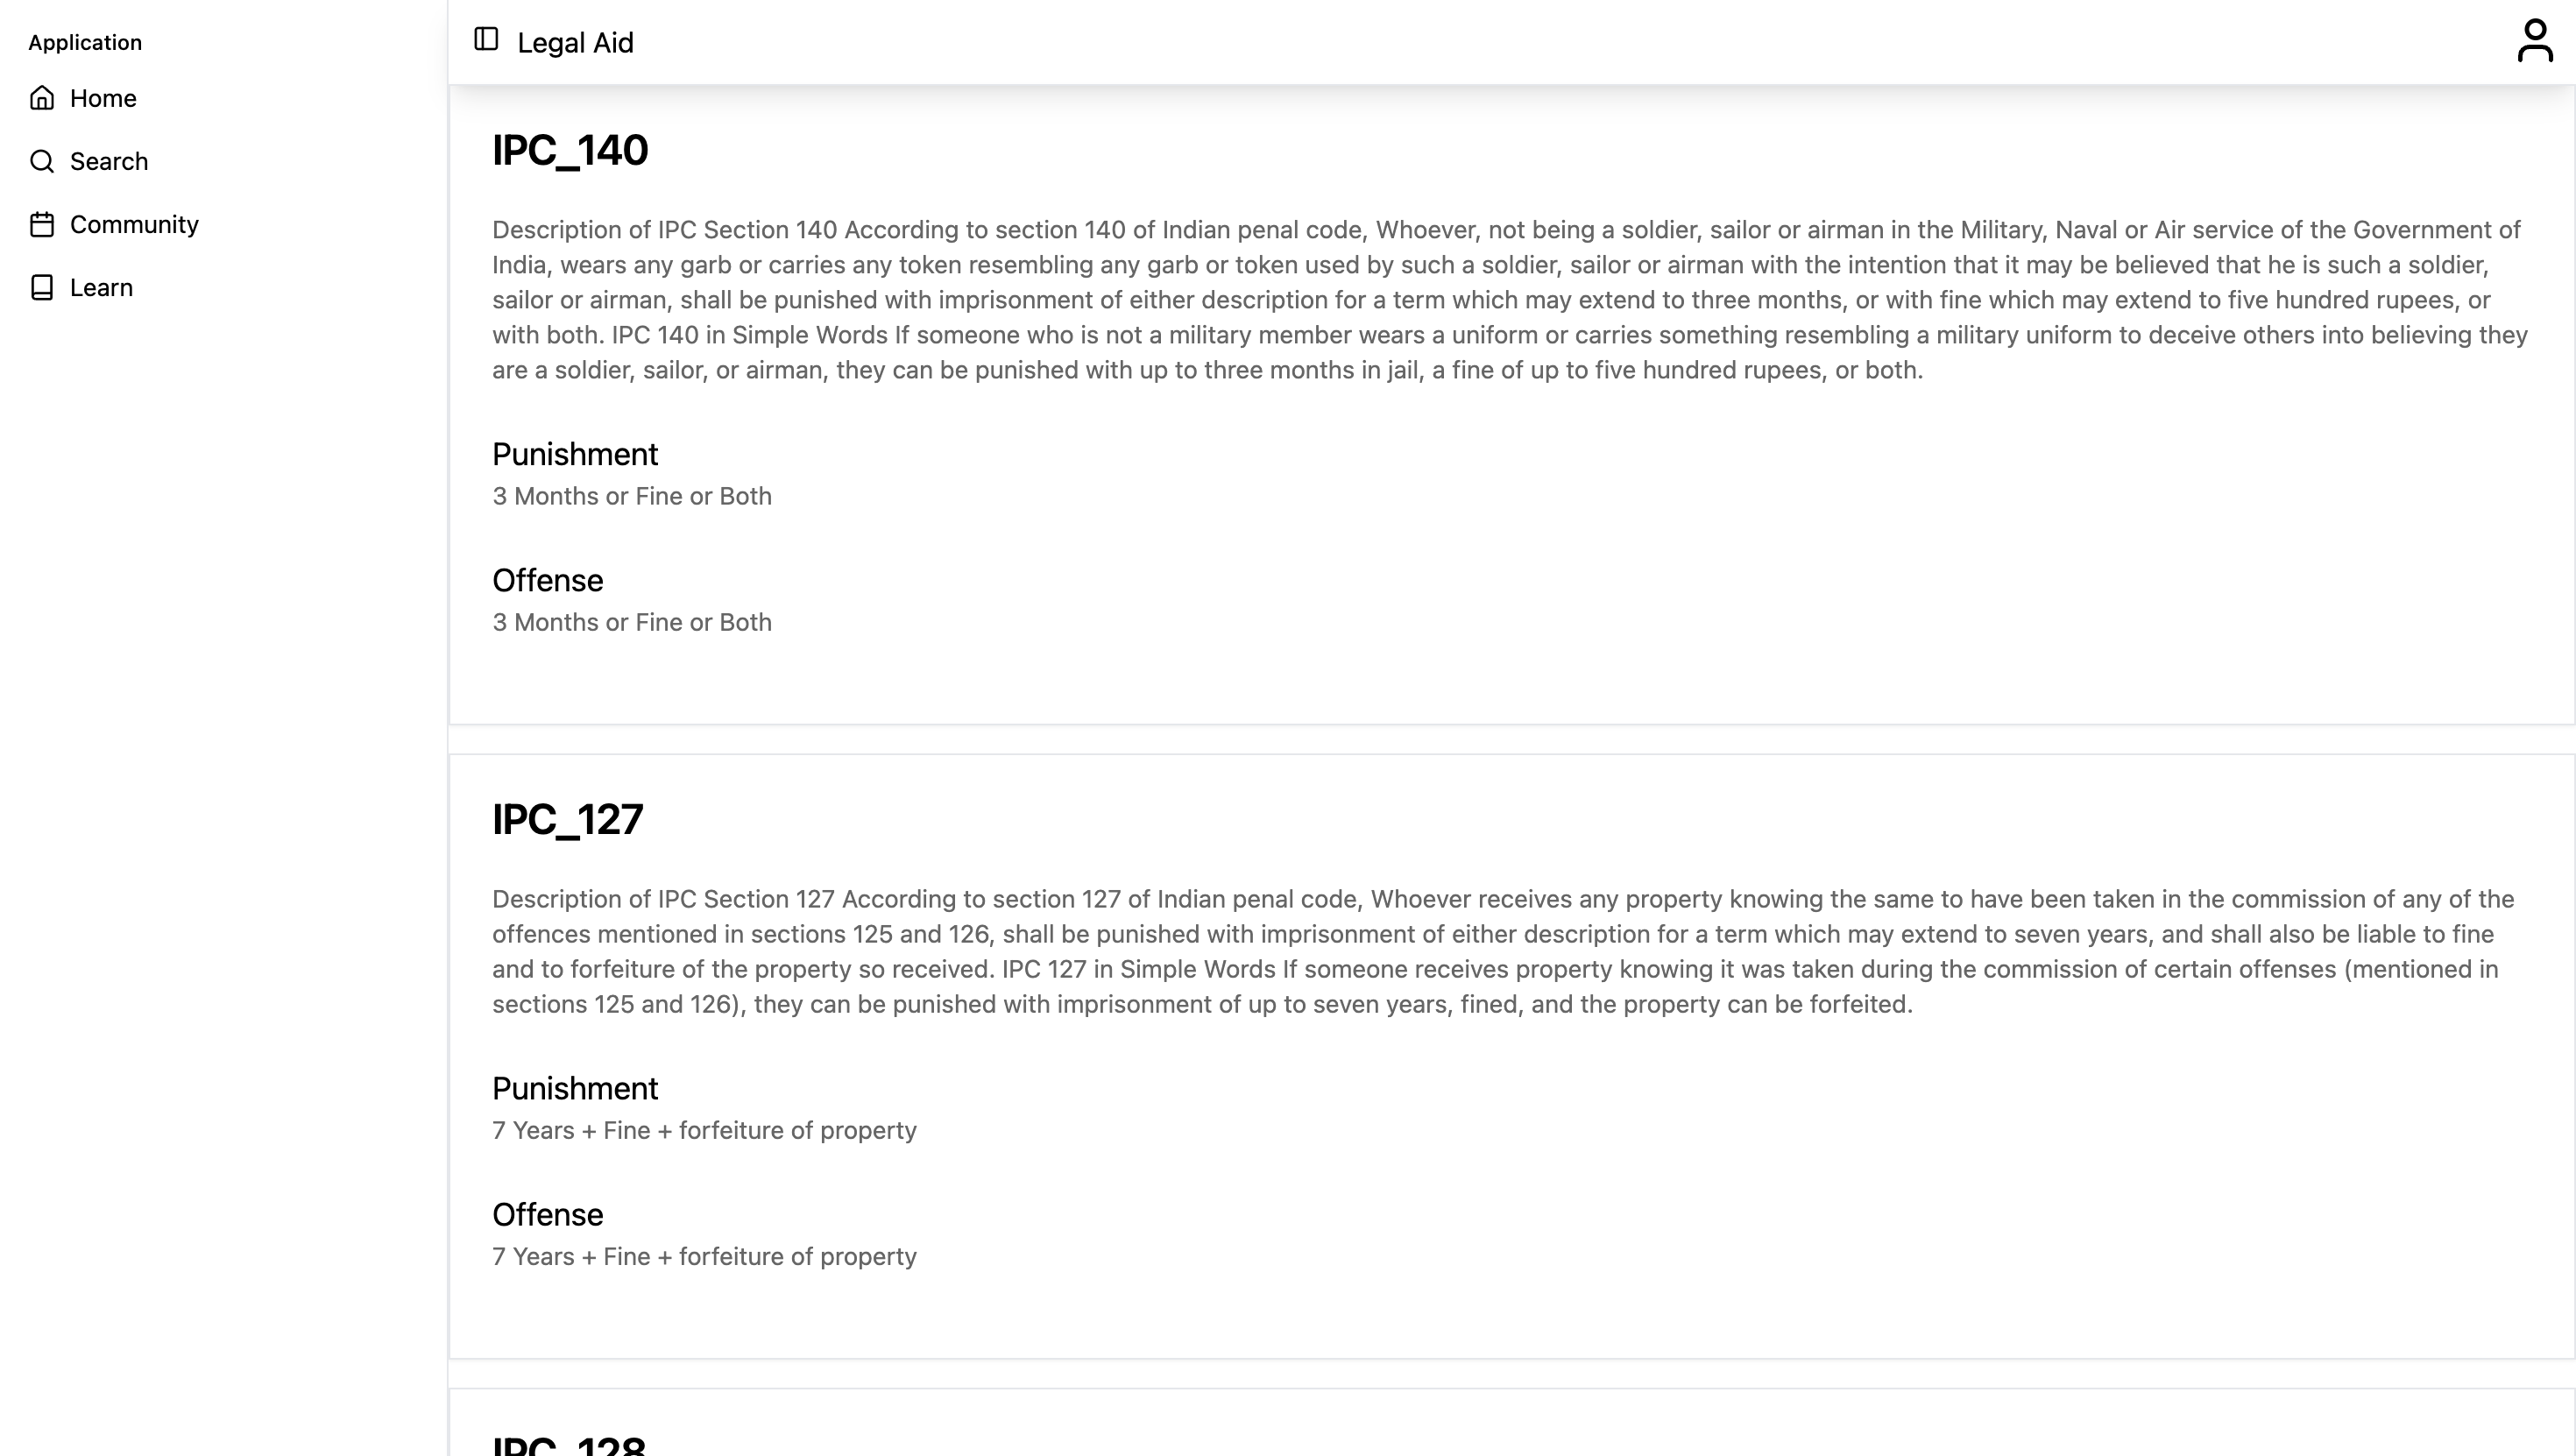 Application
Home
Search
Community
Learn
Legal Aid
IPC_140
Description of IPC Section 140 According to section 140 of Indian penal code, Whoever, not being a soldier, sailor or airman in the Military, Naval or Air service of the Government of
India, wears any garb or carries any token resembling any garb or token used by such a soldier, sailor or airman with the intention that it may be believed that he is such a soldier,
sailor or airman, shall be punished with imprisonment of either description for a term which may extend to three months, or with fine which may extend to five hundred rupees, or
with both. IPC 140 in Simple Words If someone who is not a military member wears a uniform or carries something resembling a military uniform to deceive others into believing they
are a soldier, sailor, or airman, they can be punished with up to three months in jail, a fine of up to five hundred rupees, or both.
Punishment
3 Months or Fine or Both
Offense
3 Months or Fine or Both
IPC_127
Description of IPC Section 127 According to section 127 of Indian penal code, Whoever receives any property knowing the same to have been taken in the commission of any of the
offences mentioned in sections 125 and 126, shall be punished with imprisonment of either description for a term which may extend to seven years, and shall also be liable to fine
and to forfeiture of the property so received. IPC 127 in Simple Words If someone receives property knowing it was taken during the commission of certain offenses (mentioned in
sections 125 and 126), they can be punished with imprisonment of up to seven years, fined, and the property can be forfeited.
Punishment
7 Years + Fine + forfeiture of property
Offense
7 Years + Fine + forfeiture of property
IPC_128